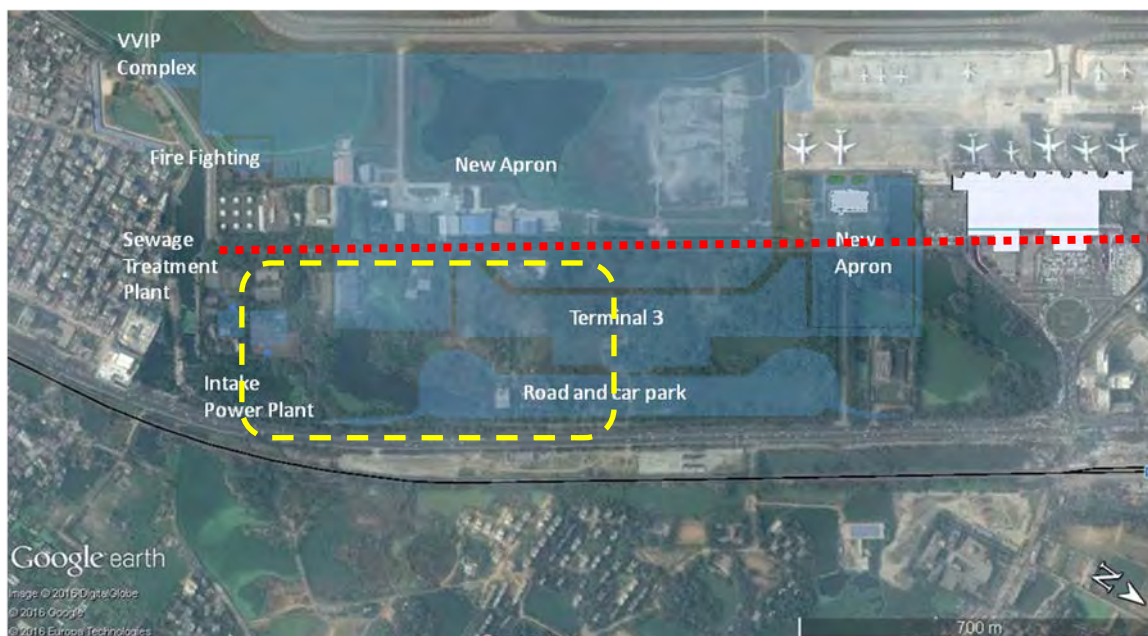 VVIP
Complex
Fire Fighting
New Apron
Sewage
Treatment
Plant
New
Apron
Terminal 3
Intake
Power Plant
Road and car park
Google earth
Image © 2016 DigitalGlobe
© 2016 Google
© 2016 Europa Technologies
N
700 m